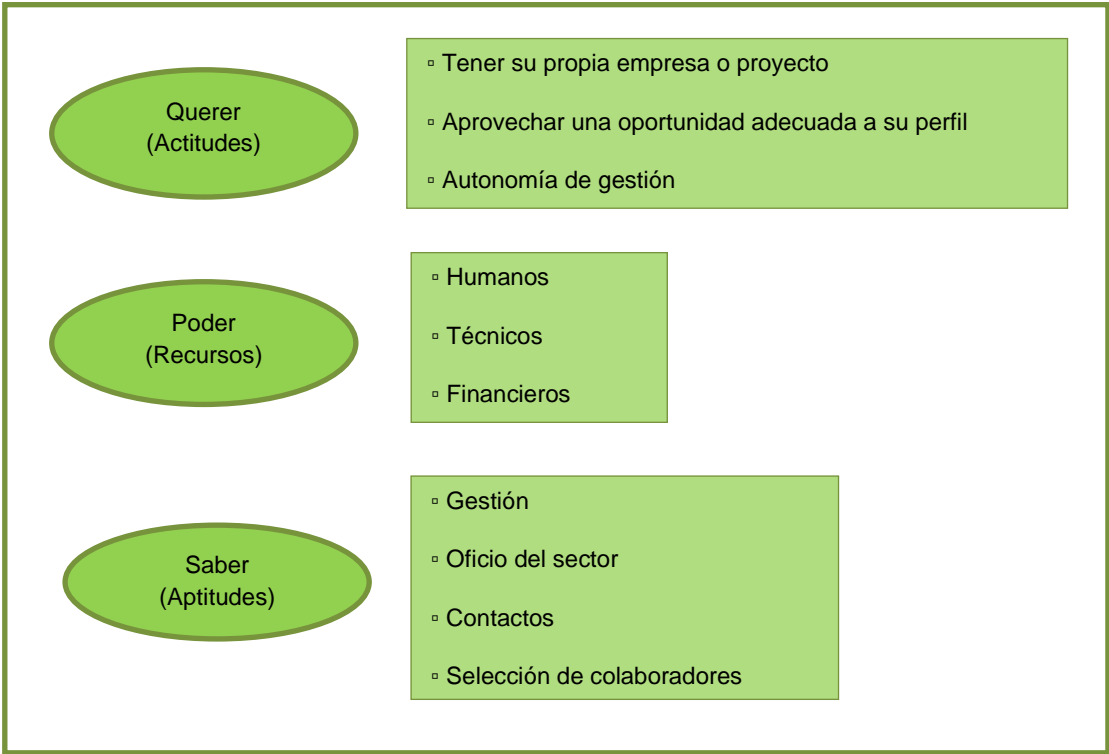 Querer
(Actitudes)
▫ Tener su propia empresa o proyecto
▫ Aprovechar una oportunidad adecuada a su perfil
▫ Autonomía de gestión
Poder
(Recursos)
▫ Humanos
▫ Técnicos
▫ Financieros
Saber
(Aptitudes)
▫ Gestión
▫ Oficio del sector
▫ Contactos
▫ Selección de colaboradores